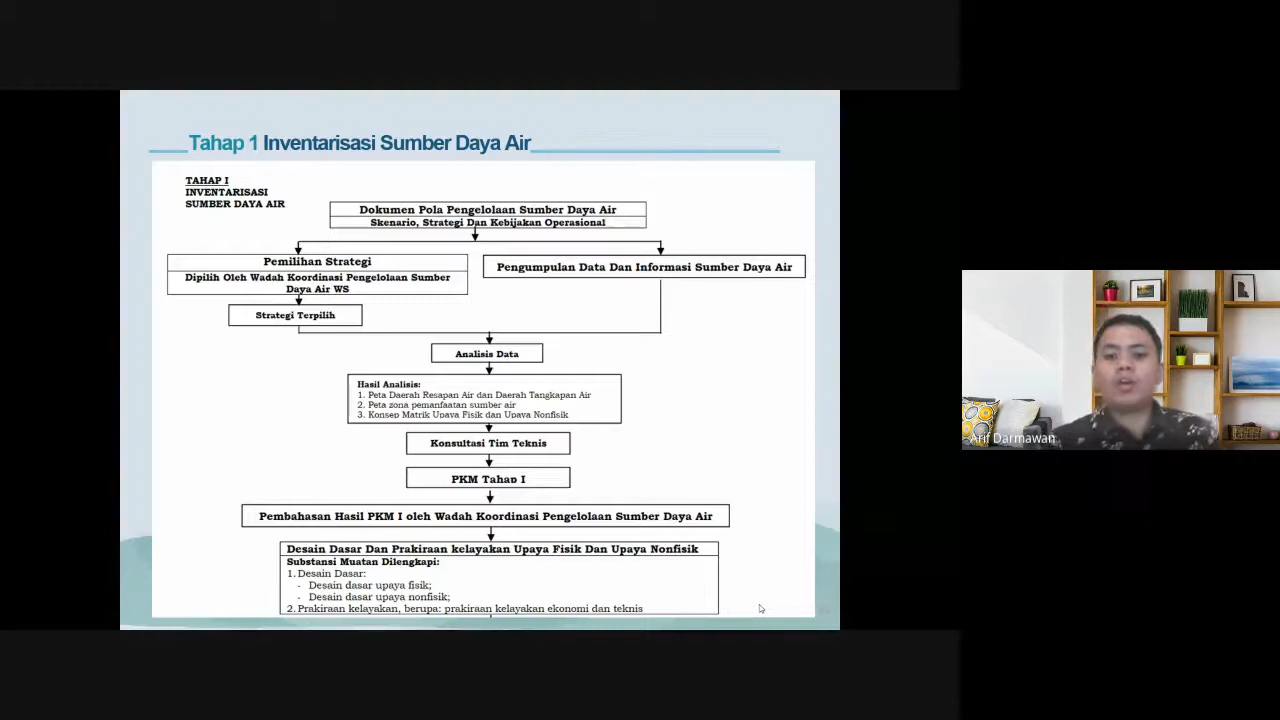 Tahap 1 Inventarisasi Sumber Daya Air
TAHAP I
INVENTARISASI
SUMBER DAYA AIR
Dokumen Pola Pengelolaan Sumber Daya Air
Skenario, Strategi Dan Kebijakan Operasional
Pemilihan Strategi
Dipilih Oleh Wadah Koordinasi Pengelolaan Sumber
Daya Air WS
Pengumpulan Data Dan Informasi Sumber Daya Air
Strategi Terpilih
Analisis Data
Hasil Analisis:
1. Peta Daerah Resapan Air dan Daerah Tangkapan Air
2. Peta zona pemanfaatan sumber air
3. Konsep Matrik Upaya Fisik dan Upaya Nonfisik
Konsultasi Tim Teknis
PKM Tahap I
Pembahasan Hasil PKM I oleh Wadah Koordinasi Pengelolaan Sumber Daya Air
Desain Dasar Dan Prakiraan kelayakan Upaya Fisik Dan Upaya Nonfisik
Substansi Muatan Dilengkapi:
1. Desain Dasar:
- Desain dasar upaya fisik;
- Desain dasar upaya nonfisik;
2. Prakiraan kelayakan, berupa: prakiraan kelayakan ekonomi dan teknis
Arif Darmawan